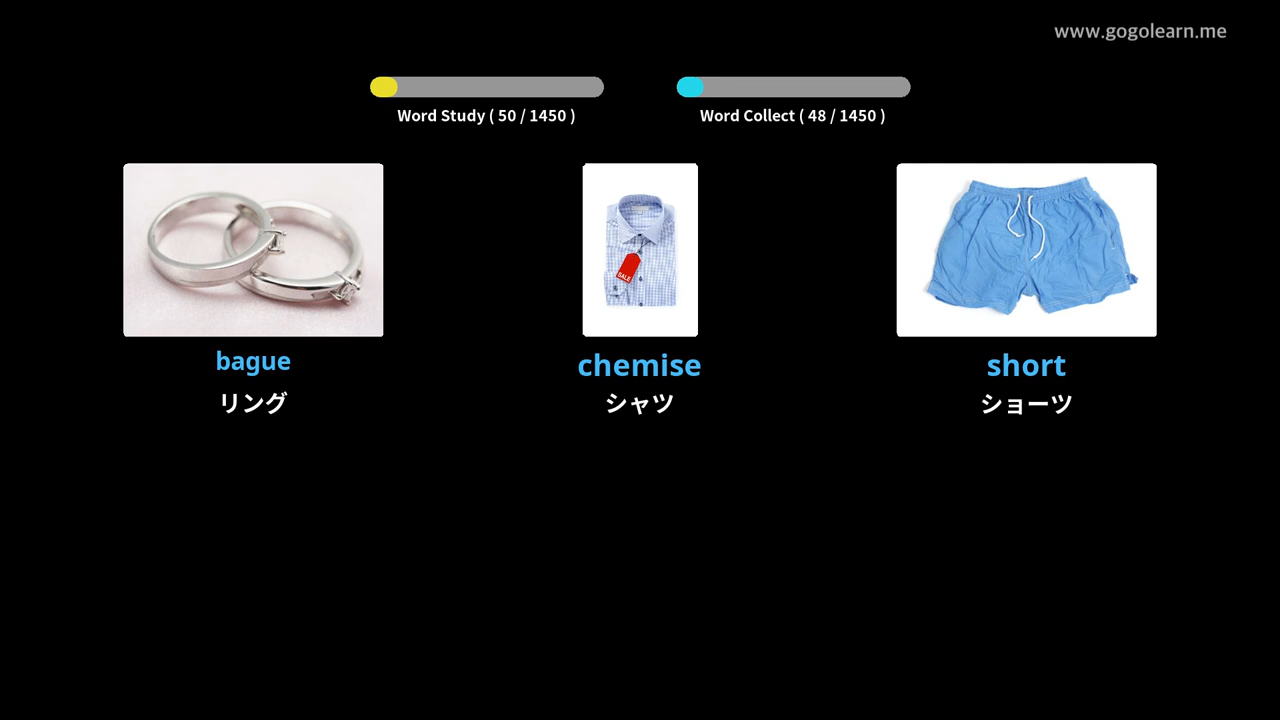 www.gogolearn.me
Word Study ( 50 / 1450 )
Word Collect ( 48 / 1450 )
SALE
bague
chemise
short
リング
シャツ
ショーツ